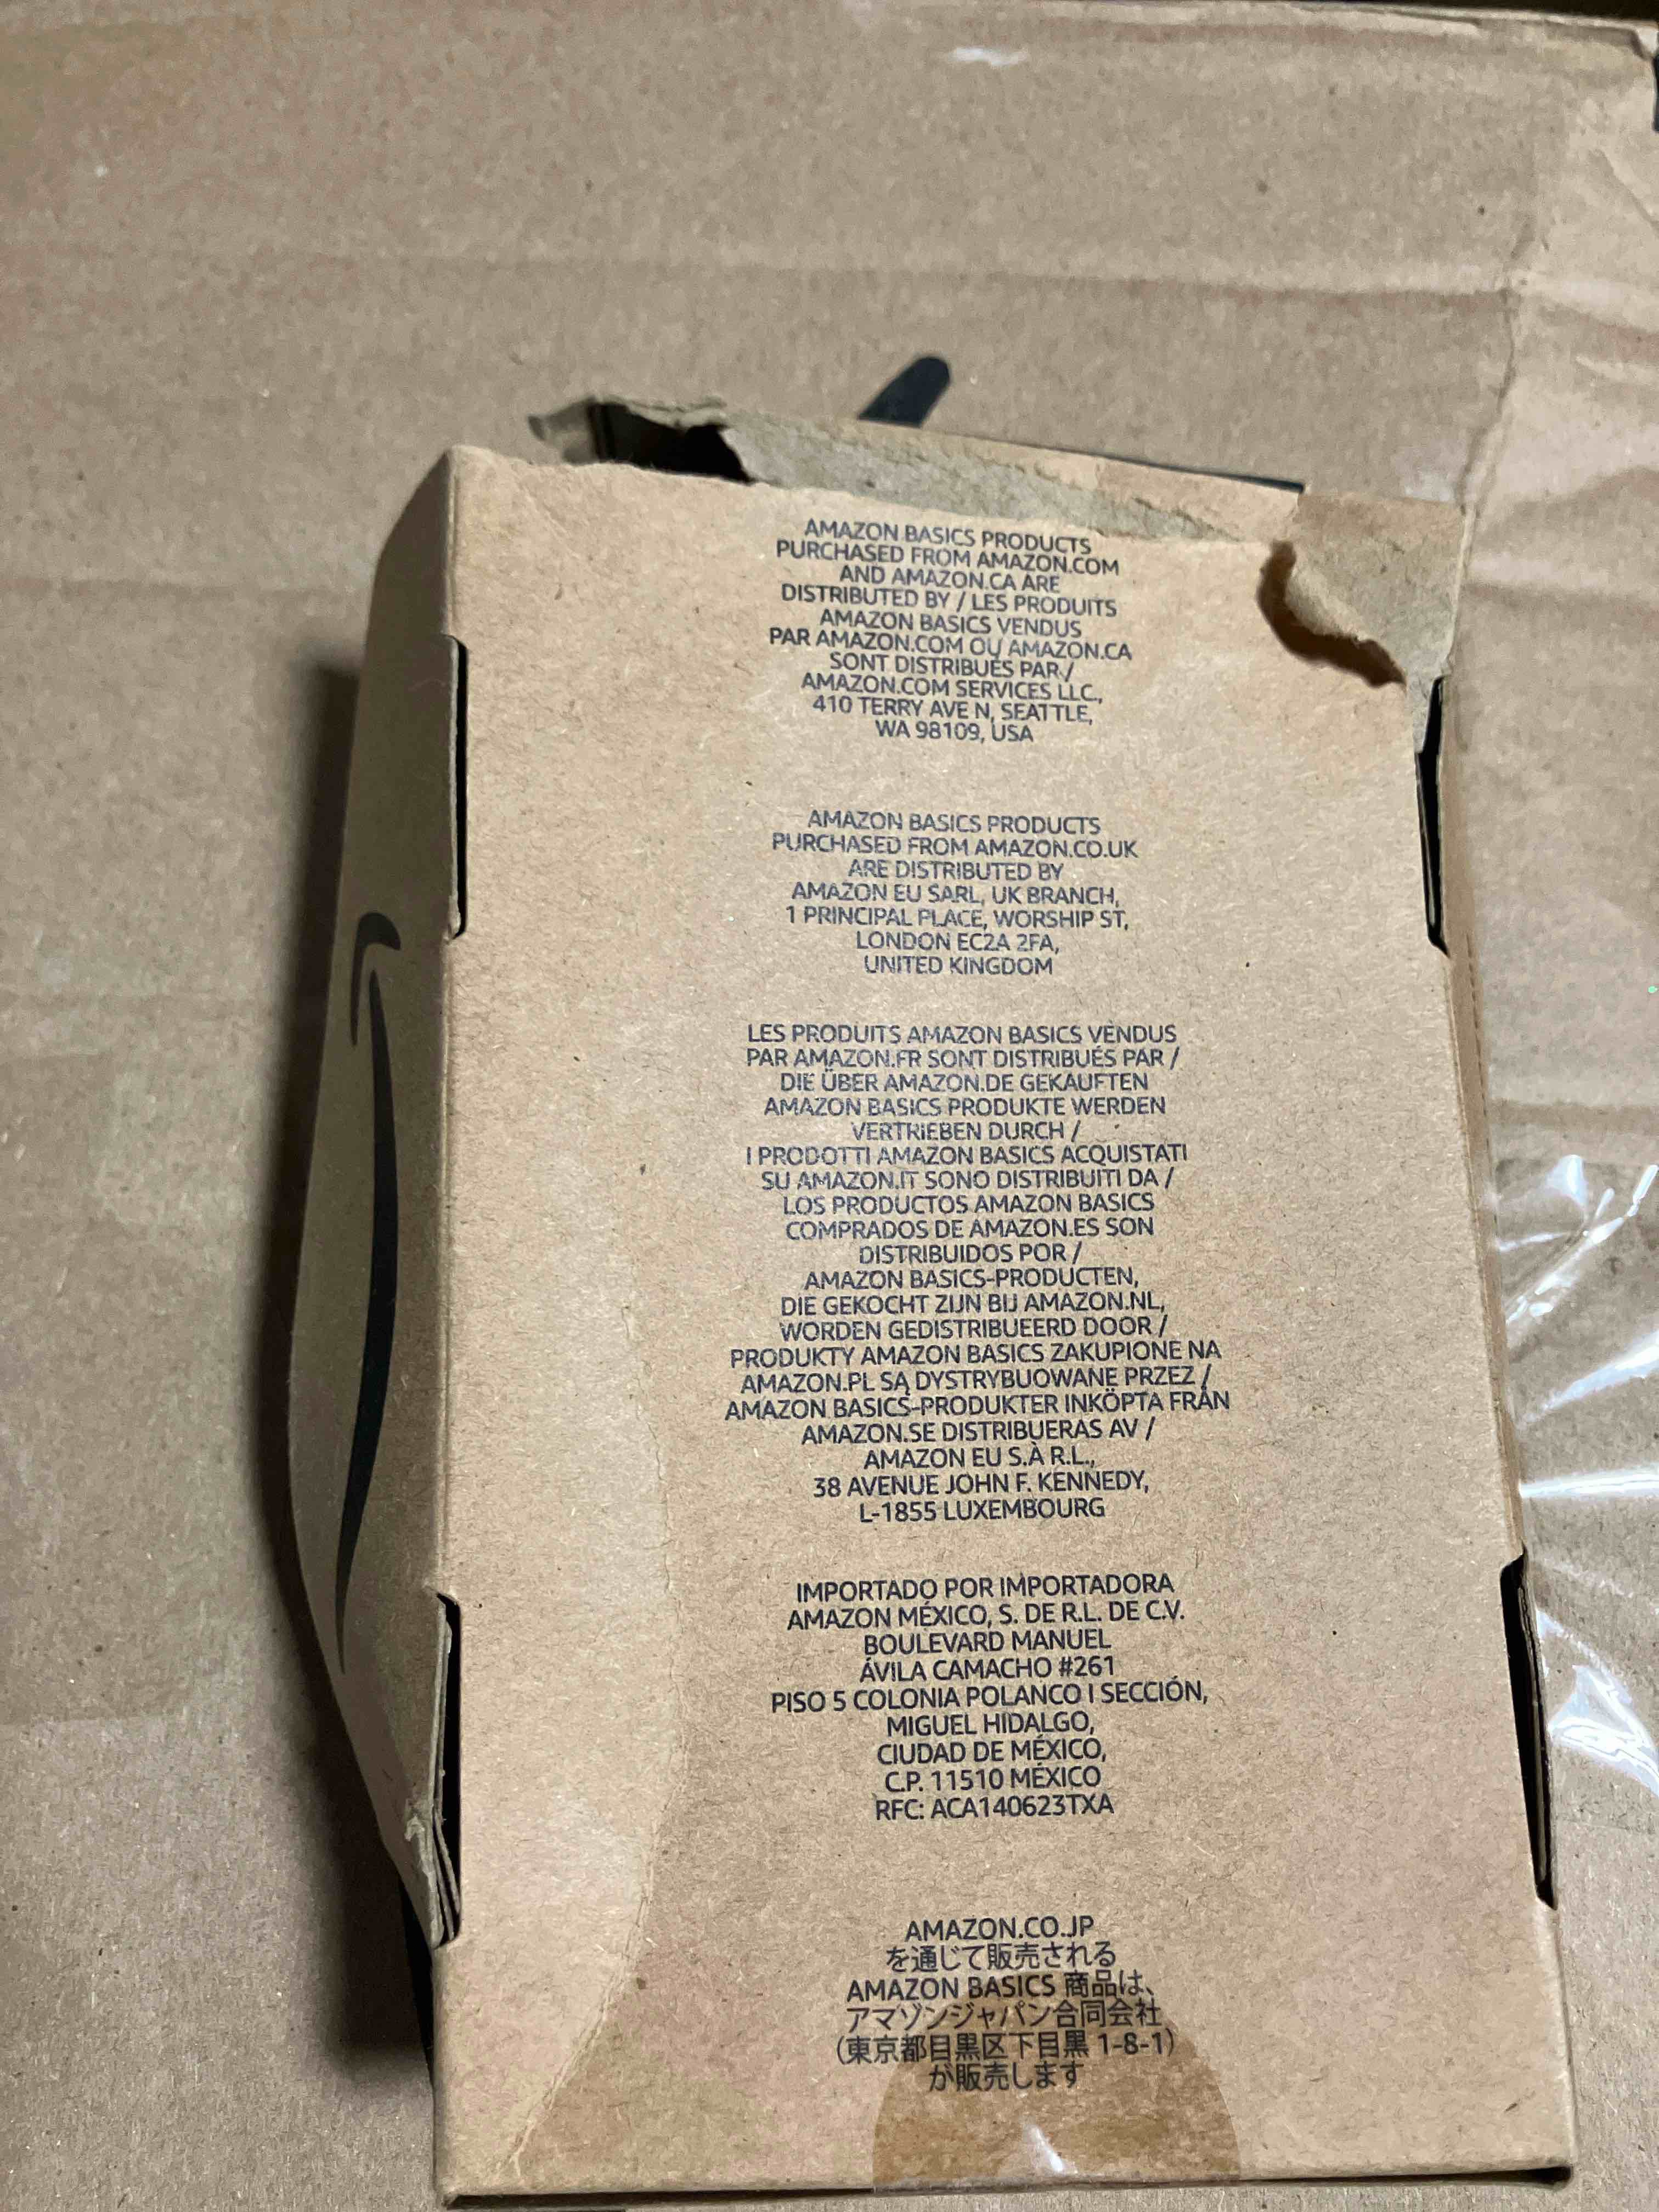 AMAZON BASICS PRODUCTS
PURCHASED FROM AMAZON.COM
AND AMAZON.CA ARE
DISTRIBUTED BY / LES PRODUITS
AMAZON BASICS VENDUS
PAR AMAZON.COM OU AMAZON.CA
SONT DISTRIBUÉS PAR /
AMAZON.COM SERVICES LLC.,
410 TERRY AVE N, SEATTLE,
WA 98109, USA
AMAZON BASICS PRODUCTS
PURCHASED FROM AMAZON.CO.UK
ARE DISTRIBUTED BY
AMAZON EU SARL, UK BRANCH,
1 PRINCIPAL PLACE, WORSHIP ST,
LONDON EC2A 2FA,
UNITED KINGDOM
LES PRODUITS AMAZON BASICS VENDUS
PAR AMAZON.FR SONT DISTRIBUÉS PAR /
DIE ÜBER AMAZON.DE GEKAUFTEN
AMAZON BASICS PRODUKTE WERDEN
VERTRIEBEN DURCH /
I PRODOTTI AMAZON BASICS ACQUISTATI
SU AMAZON.IT SONO DISTRIBUITI DA /
LOS PRODUCTOS AMAZON BASICS
COMPRADOS DE AMAZON.ES SON
DISTRIBUIDOS POR /
AMAZON BASICS-PRODUCTEN,
DIE GEKOCHT ZIJN BIJ AMAZON.NL,
WORDEN GEDISTRIBUEERD DOOR /
PRODUKTY AMAZON BASICS ZAKUPIONE NA
AMAZON.PL SĄ DYSTRYBUOWANE PRZEZ /
AMAZON BASICS-PRODUKTER INKÖPTA FRÅN
AMAZON.SE DISTRIBUERAS AV /
AMAZON EU S.À R.L.,
38 AVENUE JOHN F. KENNEDY,
L-1855 LUXEMBOURG
IMPORTADO POR IMPORTADORA
AMAZON MÉXICO, S. DE R.L. DE C.V.
BOULEVARD MANUEL
ÁVILA CAMACHO #261
PISO 5 COLONIA POLANCO I SECCIÓN,
MIGUEL HIDALGO,
CIUDAD DE MÉXICO,
C.P. 11510 MÉXICO
RFC: ACA140623TXA
AMAZON.CO.JP
を通じて販売される
AMAZON BASICS 商品は、
アマゾンジャパン合同会社
(東京都目黒区下目黒 1-8-1)
が販売します